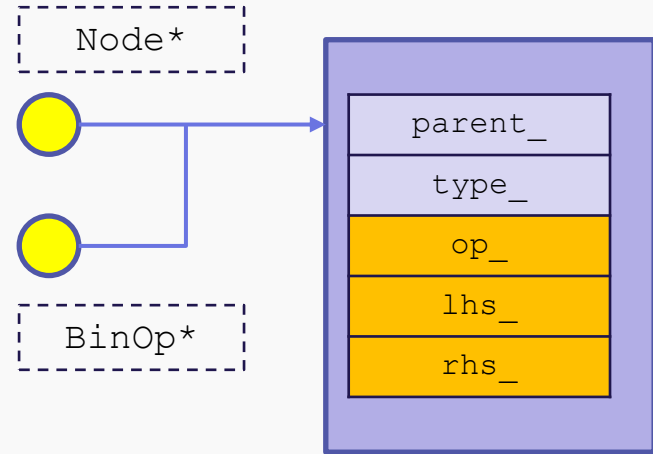 Node*
parent_
type_
op_
lhs_
BinOp*
rhs_